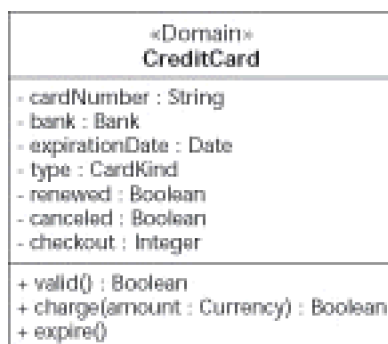 «Domain»
CreditCard
- cardNumber : String
- bank : Bank
- expirationDate : Date
- type : CardKind
- renewed : Boolean
- canceled : Boolean
- checkout : Integer
+ valid() : Boolean
+ charge(amount : Currency) : Boolean
+ expire()